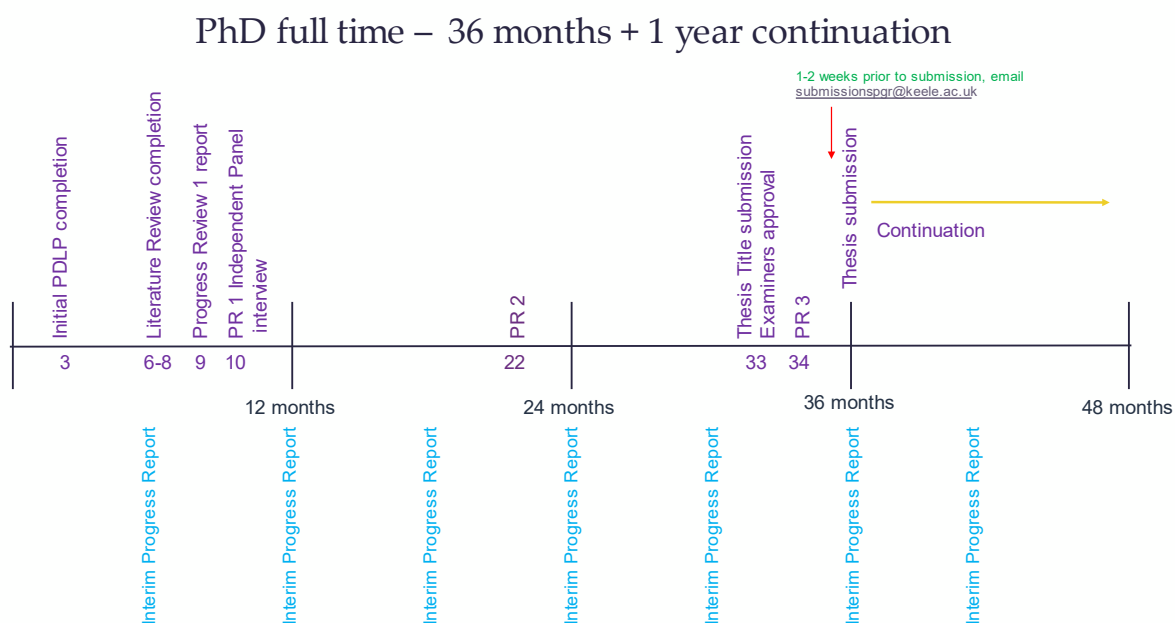 PhD full time – 36 months + 1 year continuation
1-2 weeks prior to submission, email
submissionspgr@keele.ac.uk
Initial PDLP completion
Literature Review completion
Progress Review 1 report
PR 1 Independent Panel
interview
PR 2
Thesis Title submission
Examiners approval
PR 3
Thesis submission
Continuation
3
6-8
9
10
22
33
34
12 months
24 months
36 months
48 months
Interim Progress Report
Interim Progress Report
Interim Progress Report
Interim Progress Report
Interim Progress Report
Interim Progress Report
Interim Progress Report